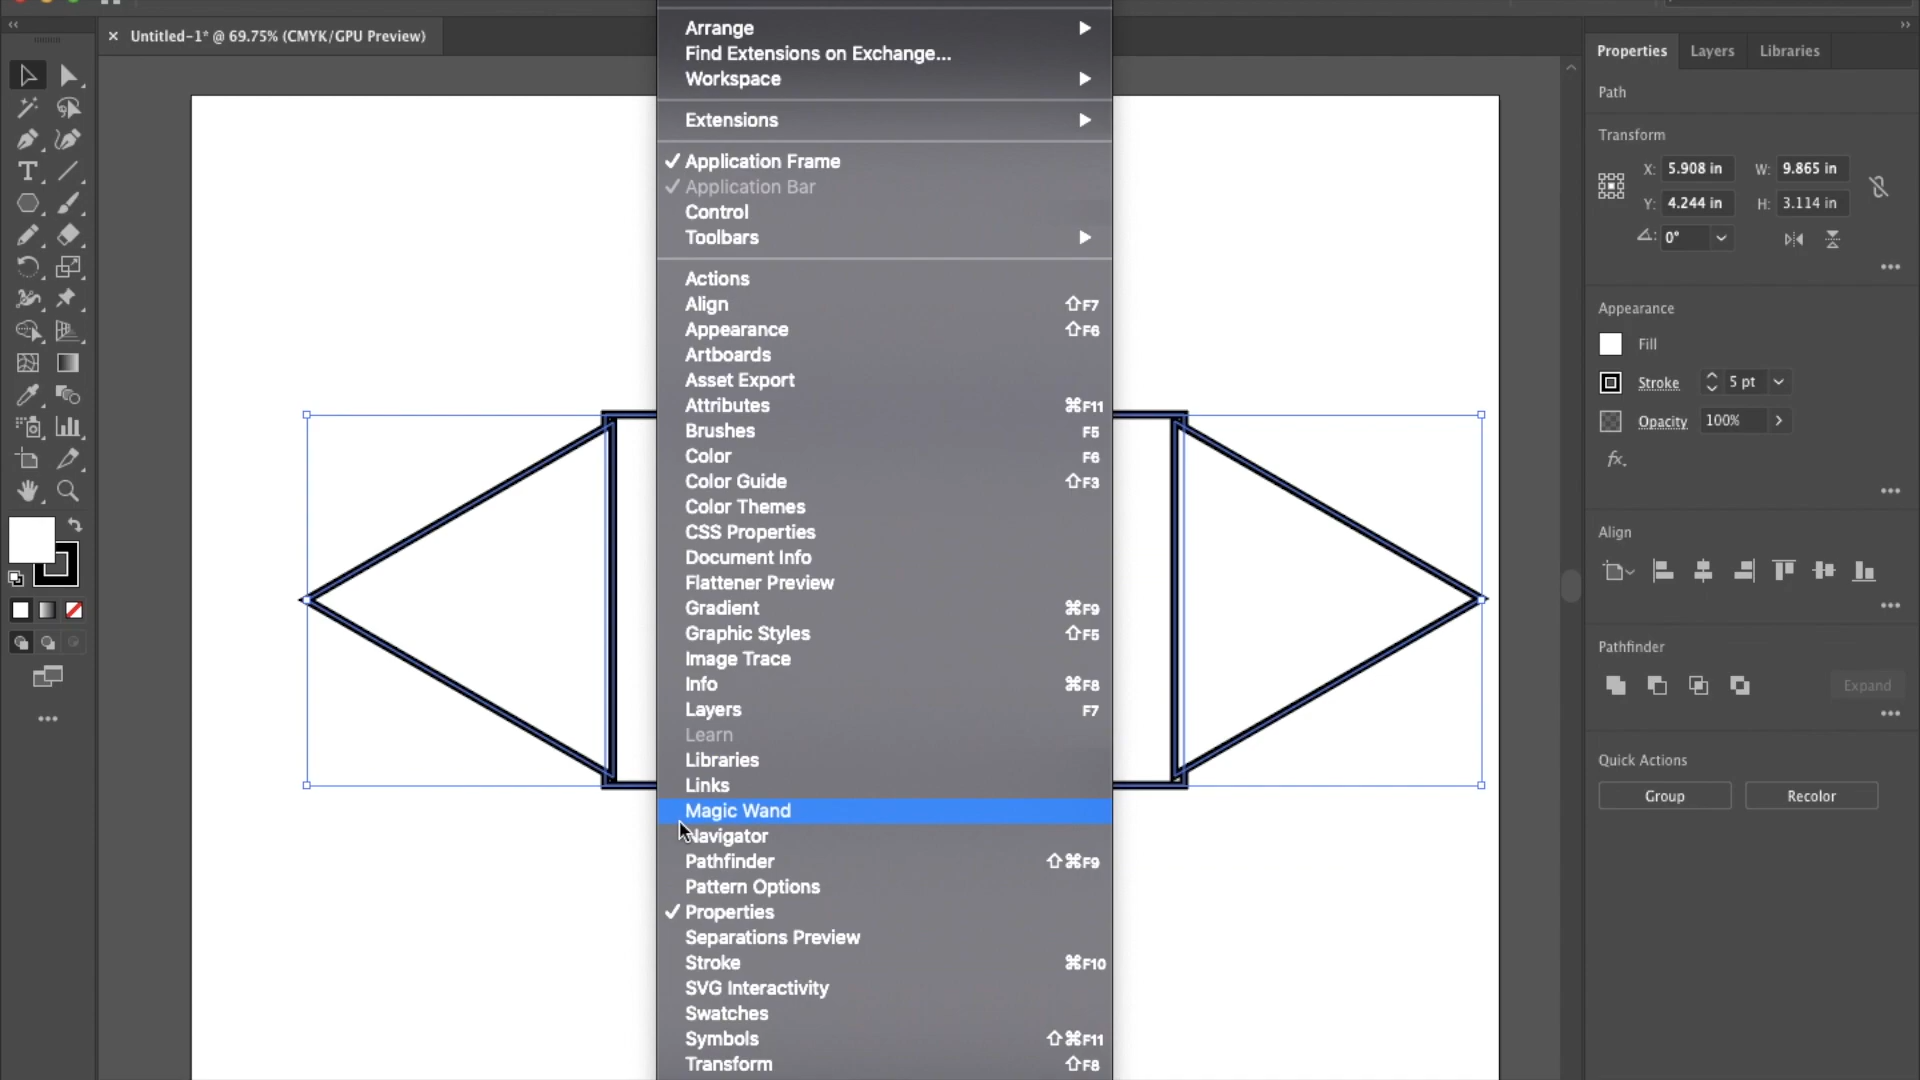 Untitled-1* @ 69.75% (CMYK/GPU Preview)
Arrange
Find Extensions on Exchange...
Workspace
Extensions
Application Frame
Application Bar
Control
Toolbars
Actions
Align ⇧F7
Appearance ⇧F6
Artboards
Asset Export
Attributes ⌘F11
Brushes F5
Color F6
Color Guide ⇧F3
Color Themes
CSS Properties
Document Info
Flattener Preview
Gradient ⌘F9
Graphic Styles ⇧F5
Image Trace
Info ⌘F8
Layers F7
Learn
Libraries
Links
Magic Wand
Navigator
Pathfinder ⇧⌘F9
Pattern Options
Properties
Separations Preview
Stroke ⌘F10
SVG Interactivity
Swatches
Symbols ⇧⌘F11
Transform ⇧F8
Properties Layers Libraries
Path
Transform
X: 5.908 in W: 9.865 in
Y: 4.244 in H: 3.114 in
0°
Appearance
Fill
Stroke 5 pt
Opacity 100%
fx.
Align
Pathfinder
Expand
Quick Actions
Group Recolor